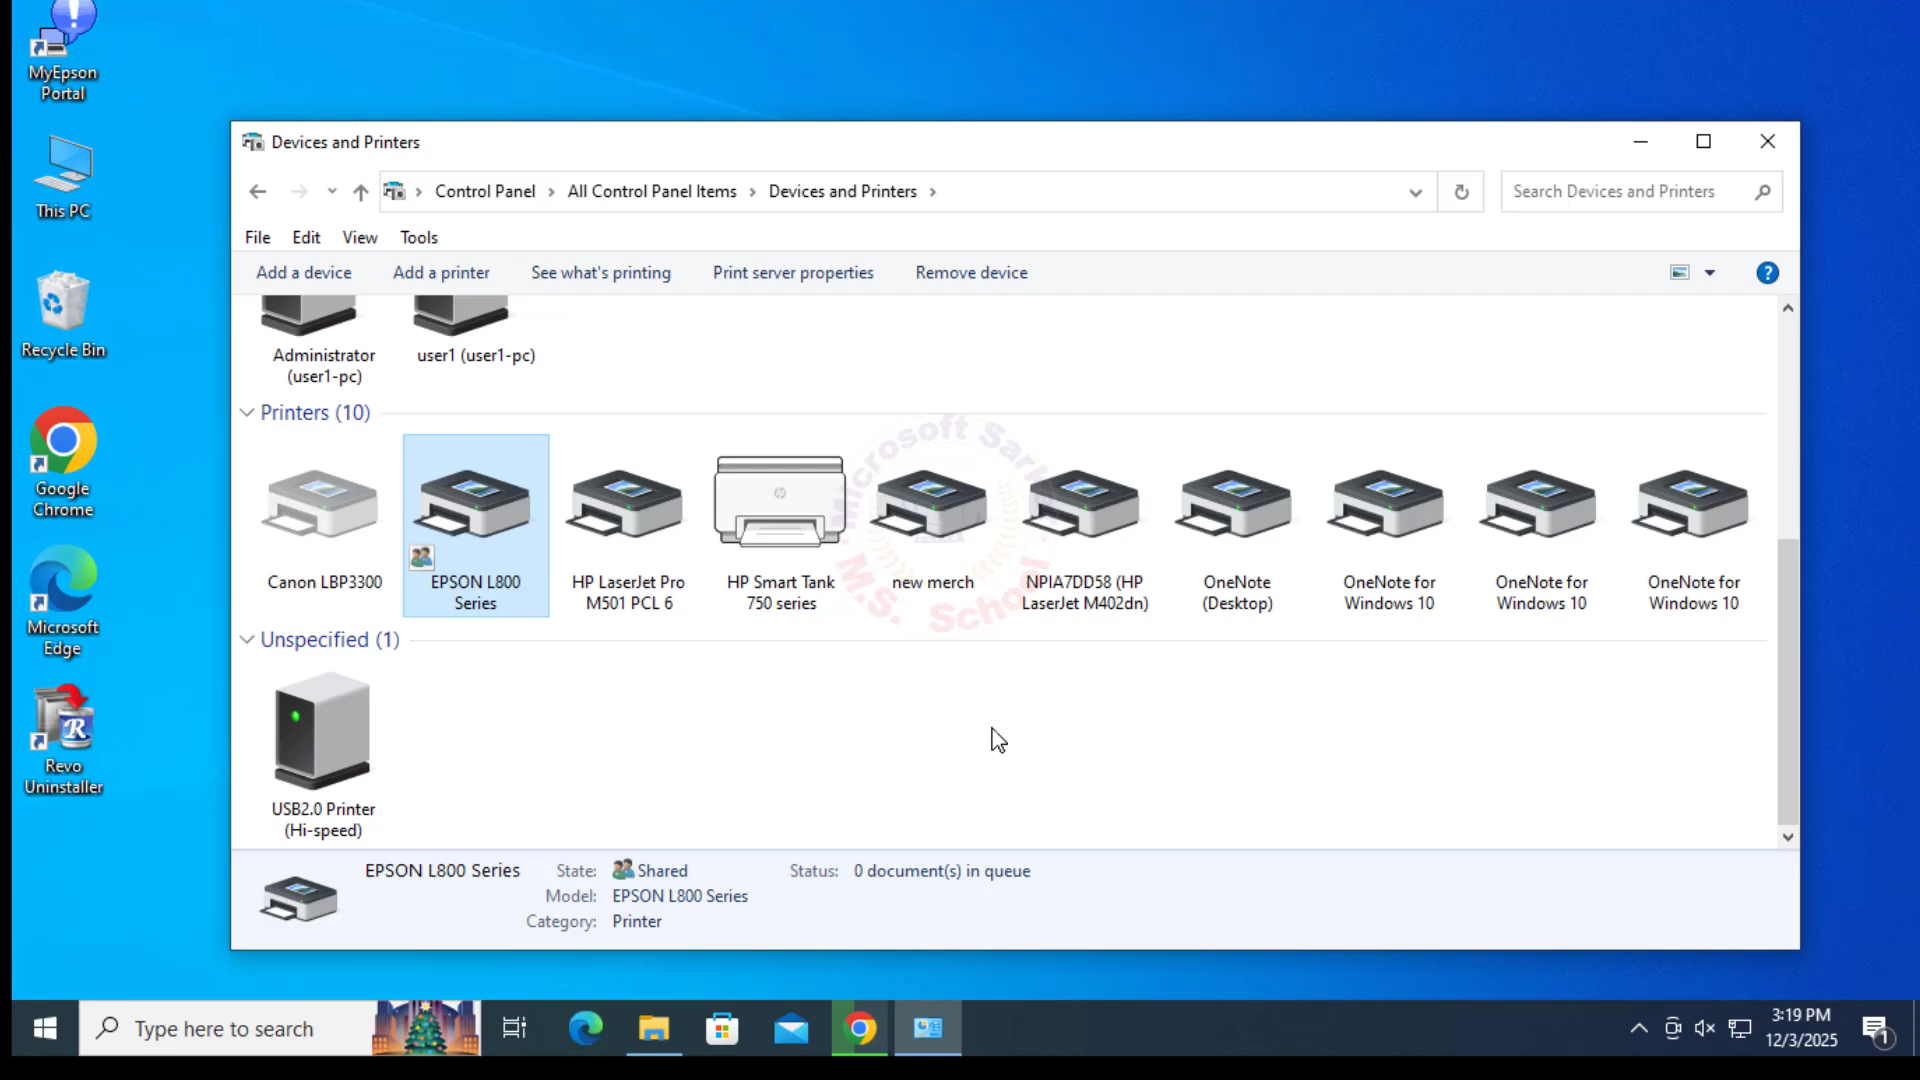 MyEpson
Portal
This PC
Recycle Bin
Google
Chrome
Microsoft
Edge
R
Revo
Uninstaller
Devices and Printers
Control Panel > All Control Panel Items > Devices and Printers >
Search Devices and Printers
File Edit View Tools
Add a device Add a printer See what's printing Print server properties Remove device
?
Administrator
(user1-pc)
user1 (user1-pc)
Printers (10)
Canon LBP3300
EPSON L800
Series
HP LaserJet Pro
M501 PCL 6
hp
HP Smart Tank
750 series
new merch
NPIA7DD58 (HP
LaserJet M402dn)
OneNote
(Desktop)
OneNote for
Windows 10
OneNote for
Windows 10
OneNote for
Windows 10
Microsoft Sark
M.S. School
Unspecified (1)
USB2.0 Printer
(Hi-speed)
EPSON L800 Series
State: Shared
Model: EPSON L800 Series
Category: Printer
Status: 0 document(s) in queue
Type here to search
3:19 PM
12/3/2025
1